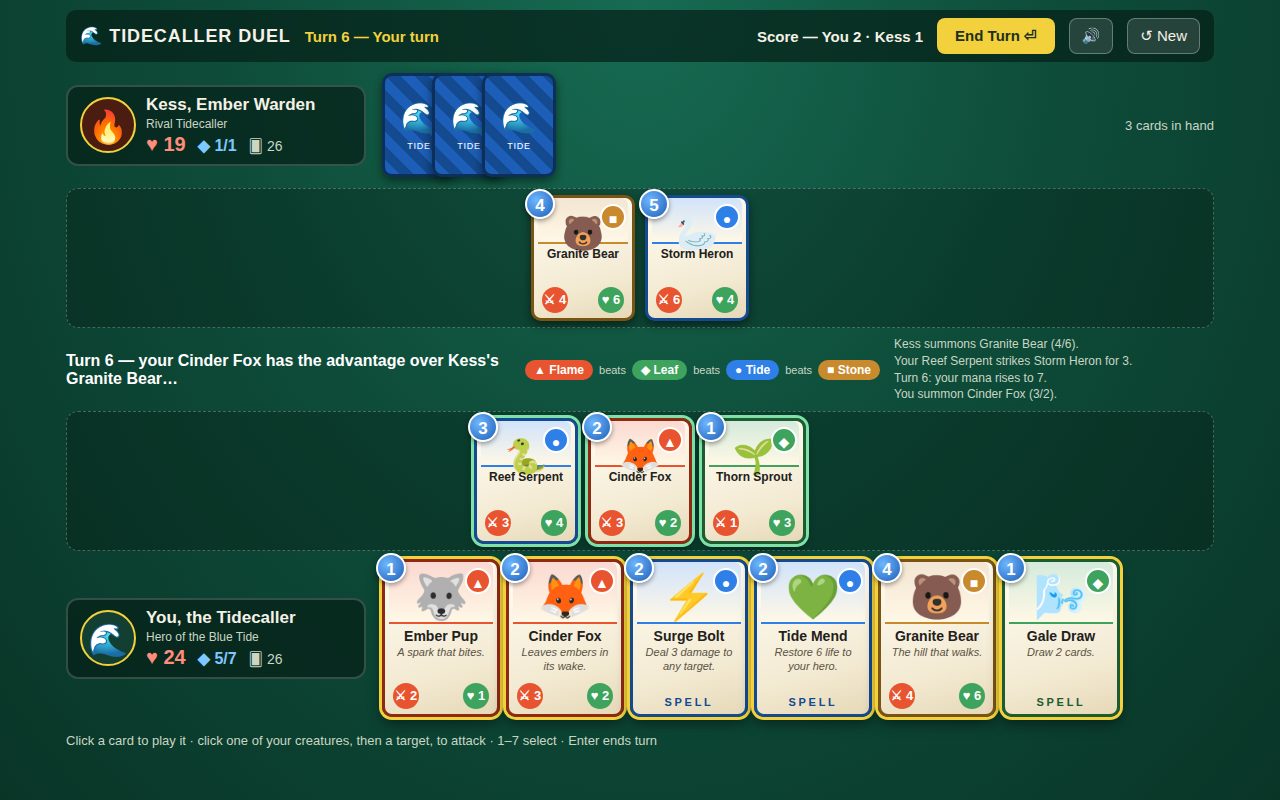 TIDECALLER DUEL
Turn 6 — Your turn
Score — You 2 · Kess 1
End Turn ⏎
↺ New
Kess, Ember Warden
Rival Tidecaller
♥ 19 ◆ 1/1 26
TIDE
TIDE
TIDE
3 cards in hand
4
Granite Bear
⚔ 4 ♥ 6
5
Storm Heron
⚔ 6 ♥ 4
Turn 6 — your Cinder Fox has the advantage over Kess's
Granite Bear…
▲ Flame beats ◆ Leaf beats ● Tide beats ■ Stone
Kess summons Granite Bear (4/6).
Your Reef Serpent strikes Storm Heron for 3.
Turn 6: your mana rises to 7.
You summon Cinder Fox (3/2).
3
Reef Serpent
⚔ 3 ♥ 4
2
Cinder Fox
⚔ 3 ♥ 2
1
Thorn Sprout
⚔ 1 ♥ 3
You, the Tidecaller
Hero of the Blue Tide
♥ 24 ◆ 5/7 26
1
Ember Pup
A spark that bites.
⚔ 2 ♥ 1
2
Cinder Fox
Leaves embers in
its wake.
⚔ 3 ♥ 2
2
Surge Bolt
Deal 3 damage to
any target.
SPELL
2
Tide Mend
Restore 6 life to
your hero.
SPELL
4
Granite Bear
The hill that walks.
⚔ 4 ♥ 6
1
Gale Draw
Draw 2 cards.
SPELL
Click a card to play it · click one of your creatures, then a target, to attack · 1–7 select · Enter ends turn